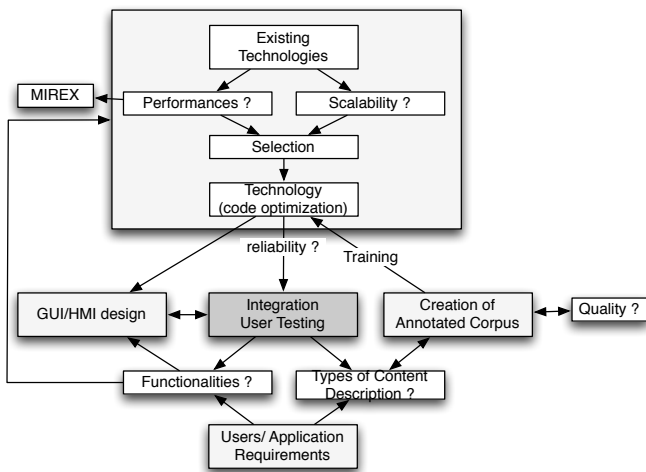 Existing
Technologies
MIREX
Performances ?
Scalability ?
Selection
Technology
(code optimization)
reliability ?
Training
GUI/HMI design
Integration
User Testing
Creation of
Annotated Corpus
Quality ?
Functionalities ?
Types of Content
Description ?
Users/ Application
Requirements